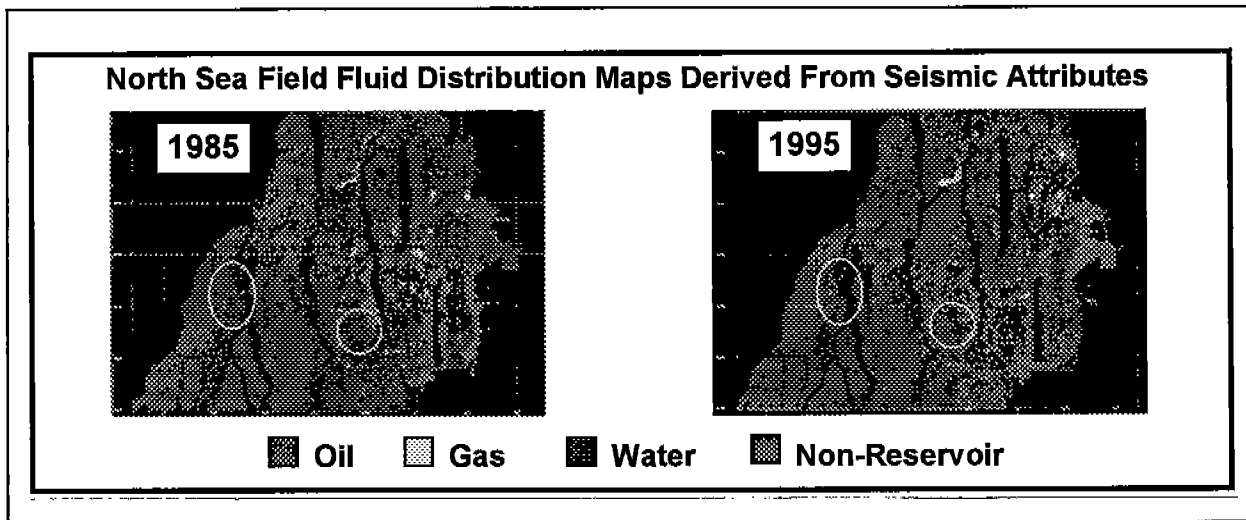 North Sea Field Fluid Distribution Maps Derived From Seismic Attributes
1985
1995
Oil Gas Water Non-Reservoir